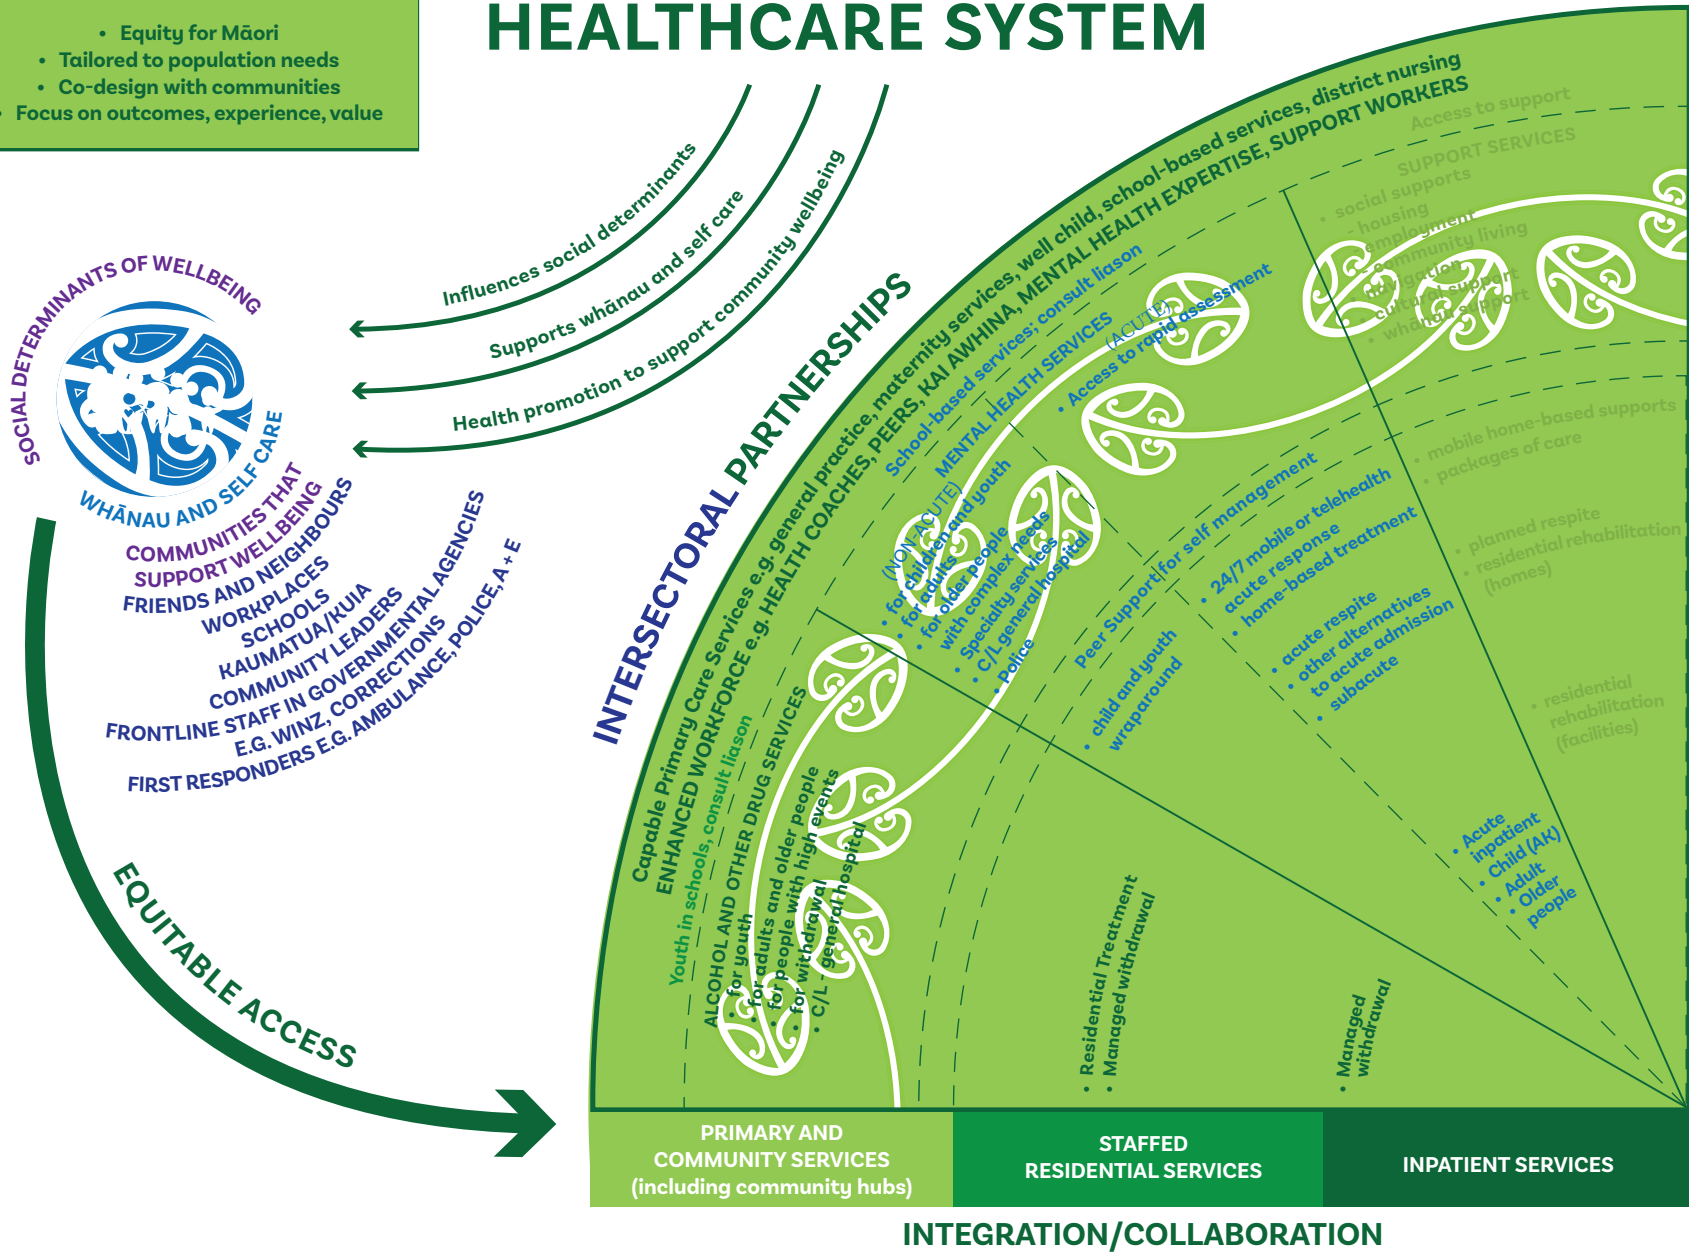 HEALTHCARE SYSTEM
• Equity for Māori
• Tailored to population needs
• Co-design with communities
• Focus on outcomes, experience, value
Influences social determinants
Supports whānau and self care
Health promotion to support community wellbeing
SOCIAL DETERMINANTS OF WELLBEING
WHĀNAU AND SELF CARE
COMMUNITIES THAT
SUPPORT WELLBEING
FRIENDS AND NEIGHBOURS
WORKPLACES
SCHOOLS
KAUMATUA/KUIA
COMMUNITY LEADERS
FRONTLINE STAFF IN GOVERNMENTAL AGENCIES
E.G. WINZ, CORRECTIONS
FIRST RESPONDERS E.G. AMBULANCE, POLICE, A+E
EQUITABLE ACCESS
INTERSECTORAL PARTNERSHIPS
Capable Primary Care Services e.g. general practice, maternity services, well child, school-based services, district nursing
ENHANCED WORKFORCE e.g. HEALTH COACHES, PEERS, KAI AWHINA, MENTAL HEALTH EXPERTISE, SUPPORT WORKERS
Access to support
SUPPORT SERVICES
• social supports
- housing
- employment
- community living
• navigation
• cultural support
• whānau support
• mobile home-based supports
• packages of care
• planned respite
• residential rehabilitation
(homes)
• residential
rehabilitation
(facilities)
School-based services; consult liason
MENTAL HEALTH SERVICES
(ACUTE)
• Access to rapid assessment
(NON-ACUTE)
• for children and youth
• for adults
• for older people
with complex needs
• Specialty services
• C/L general hospital
• Police
Peer Support for self management
• 24/7 mobile or telehealth
acute response
• home-based treatment
• child and youth
wraparound
• acute respite
• other alternatives
to acute admission
• subacute
• Acute
inpatient
• Child (AK)
• Adult
• Older
people
Youth in schools, consult liason
ALCOHOL AND OTHER DRUG SERVICES
• for youth
• for adults and older people
• for people with high events
• for withdrawal
• C/L - general hospital
• Residential Treatment
• Managed withdrawal
• Managed
withdrawal
PRIMARY AND
COMMUNITY SERVICES
(including community hubs)
STAFFED
RESIDENTIAL SERVICES
INPATIENT SERVICES
INTEGRATION/COLLABORATION